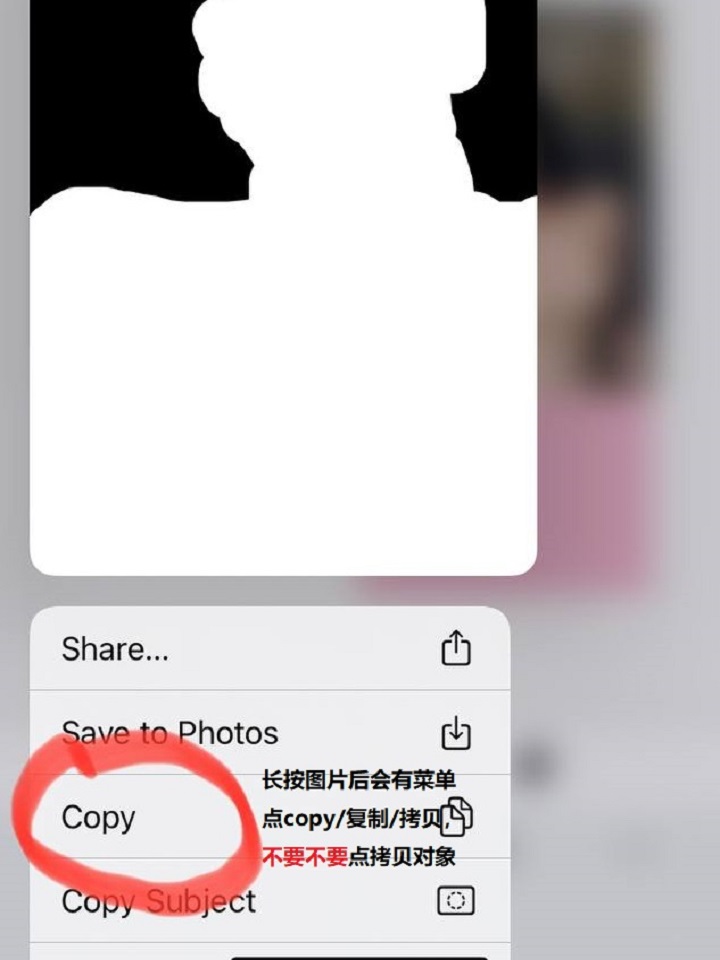 Share...
Save to Photos
Copy
长按图片后会有菜单
点copy/复制/拷贝,
不要不要点拷贝对象
Copy Subject